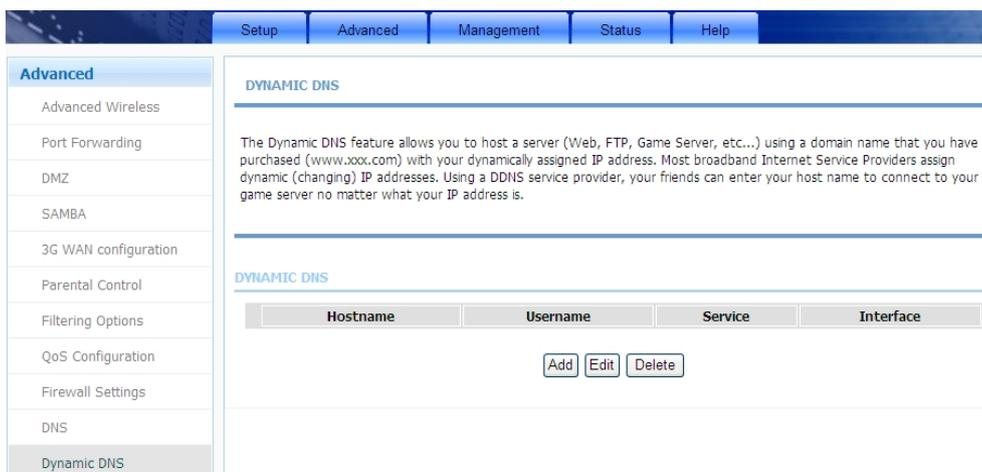 Setup Advanced Management Status Help
Advanced
Advanced Wireless
Port Forwarding
DMZ
SAMBA
3G WAN configuration
Parental Control
Filtering Options
QoS Configuration
Firewall Settings
DNS
Dynamic DNS
DYNAMIC DNS
The Dynamic DNS feature allows you to host a server (Web, FTP, Game Server, etc...) using a domain name that you have
purchased (www.xxx.com) with your dynamically assigned IP address. Most broadband Internet Service Providers assign
dynamic (changing) IP addresses. Using a DDNS service provider, your friends can enter your host name to connect to your
game server no matter what your IP address is.
DYNAMIC DNS
Hostname Username Service Interface
Add Edit Delete